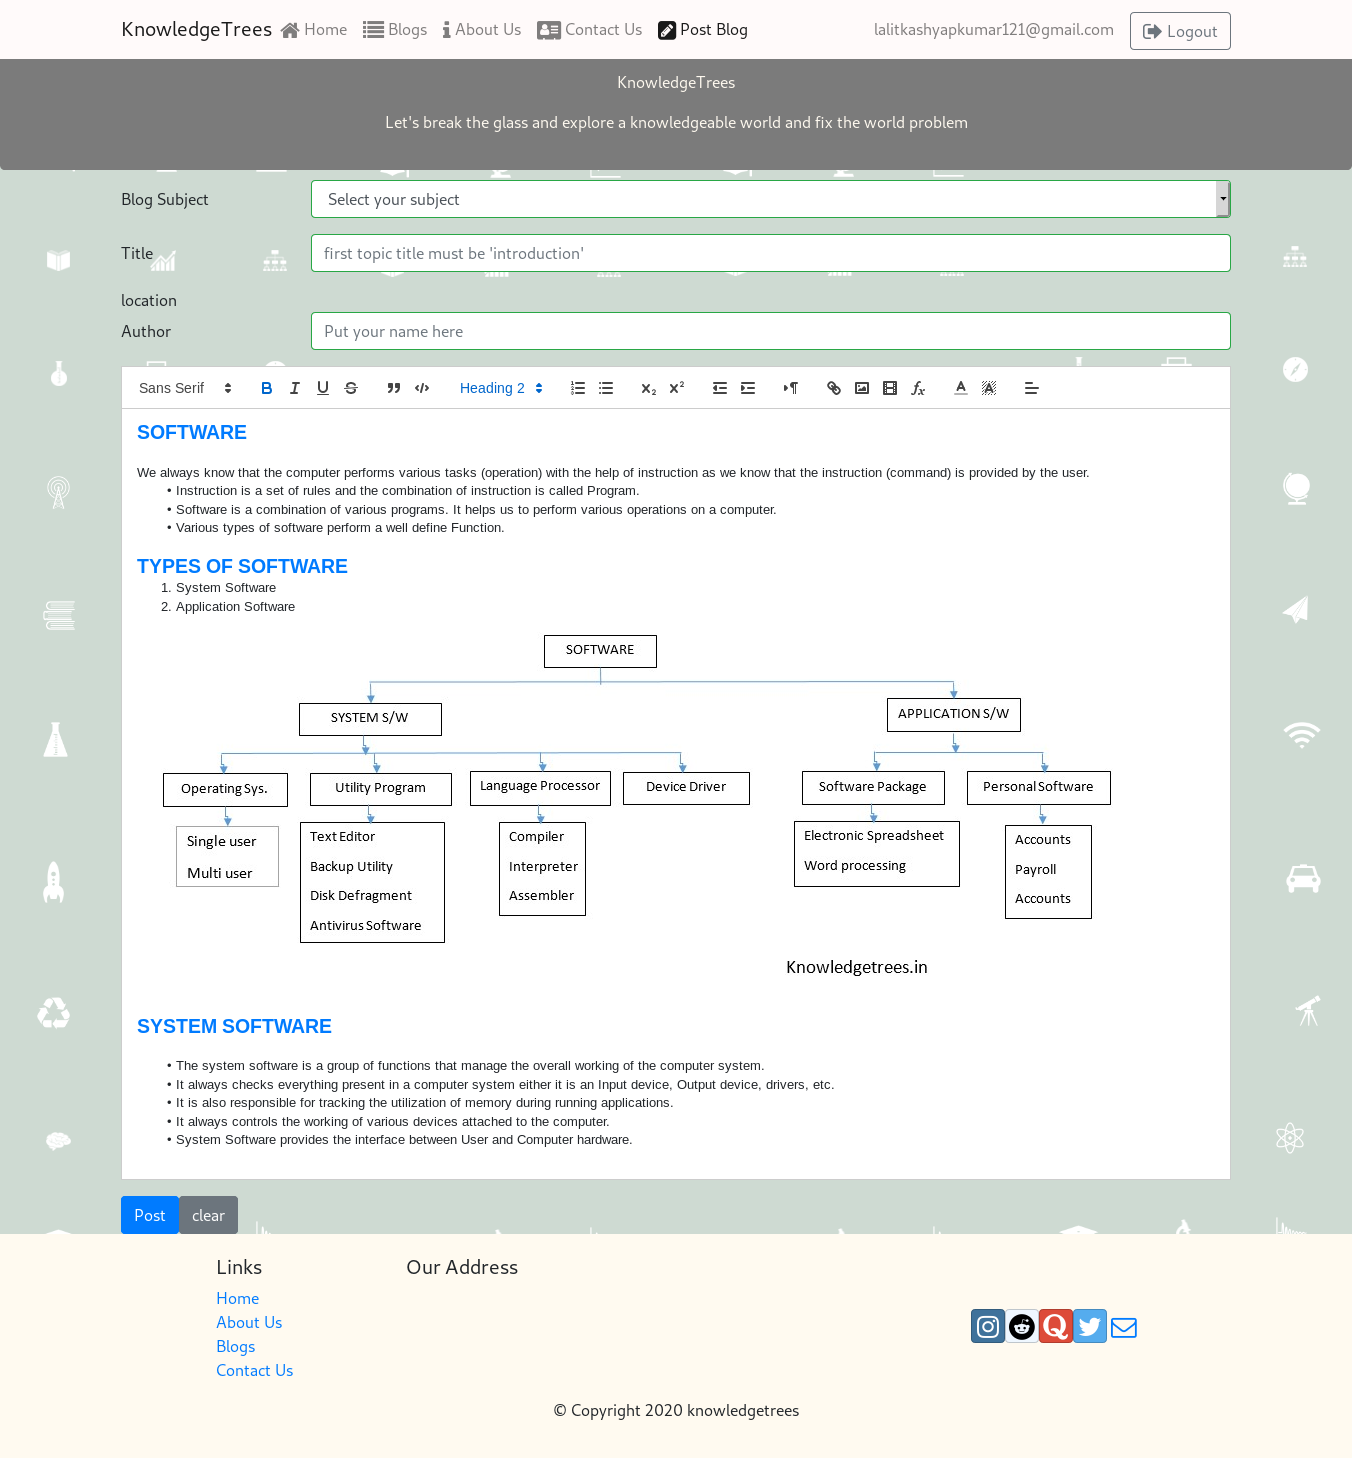 KnowledgeTrees Home Blogs About Us Contact Us Post Blog lalitkashyapkumar121@gmail.com Logout
KnowledgeTrees
Let's break the glass and explore a knowledgeable world and fix the world problem
Blog Subject Select your subject
Title first topic title must be 'introduction'
location
Author Put your name here
Sans Serif Heading 2
SOFTWARE
We always know that the computer performs various tasks (operation) with the help of instruction as we know that the instruction (command) is provided by the user.
• Instruction is a set of rules and the combination of instruction is called Program.
• Software is a combination of various programs. It helps us to perform various operations on a computer.
• Various types of software perform a well define Function.
TYPES OF SOFTWARE
1. System Software
2. Application Software
SOFTWARE
SYSTEM S/W
APPLICATION S/W
Operating Sys.
Utility Program
Language Processor
Device Driver
Software Package
Personal Software
Single user
Multi user
Text Editor
Backup Utility
Disk Defragment
Antivirus Software
Compiler
Interpreter
Assembler
Electronic Spreadsheet
Word processing
Accounts
Payroll
Accounts
Knowledgetrees.in
SYSTEM SOFTWARE
• The system software is a group of functions that manage the overall working of the computer system.
• It always checks everything present in a computer system either it is an Input device, Output device, drivers, etc.
• It is also responsible for tracking the utilization of memory during running applications.
• It always controls the working of various devices attached to the computer.
• System Software provides the interface between User and Computer hardware.
Post clear
Links
Home
About Us
Blogs
Contact Us
Our Address
© Copyright 2020 knowledgetrees